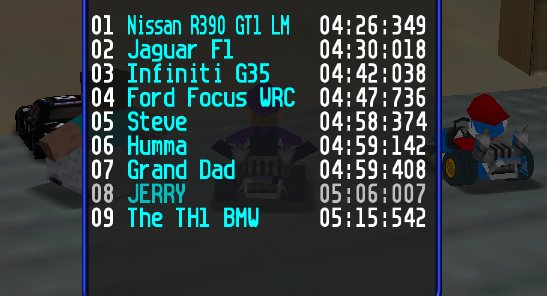 01 Nissan R390 GT1 LM 04:26:349
02 Jaguar F1 04:30:018
03 Infiniti G35 04:42:038
04 Ford Focus WRC 04:47:736
05 Steve 04:58:374
06 Humma 04:59:142
07 Grand Dad 04:59:408
08 JERRY 05:06:007
09 The TH1 BMW 05:15:542